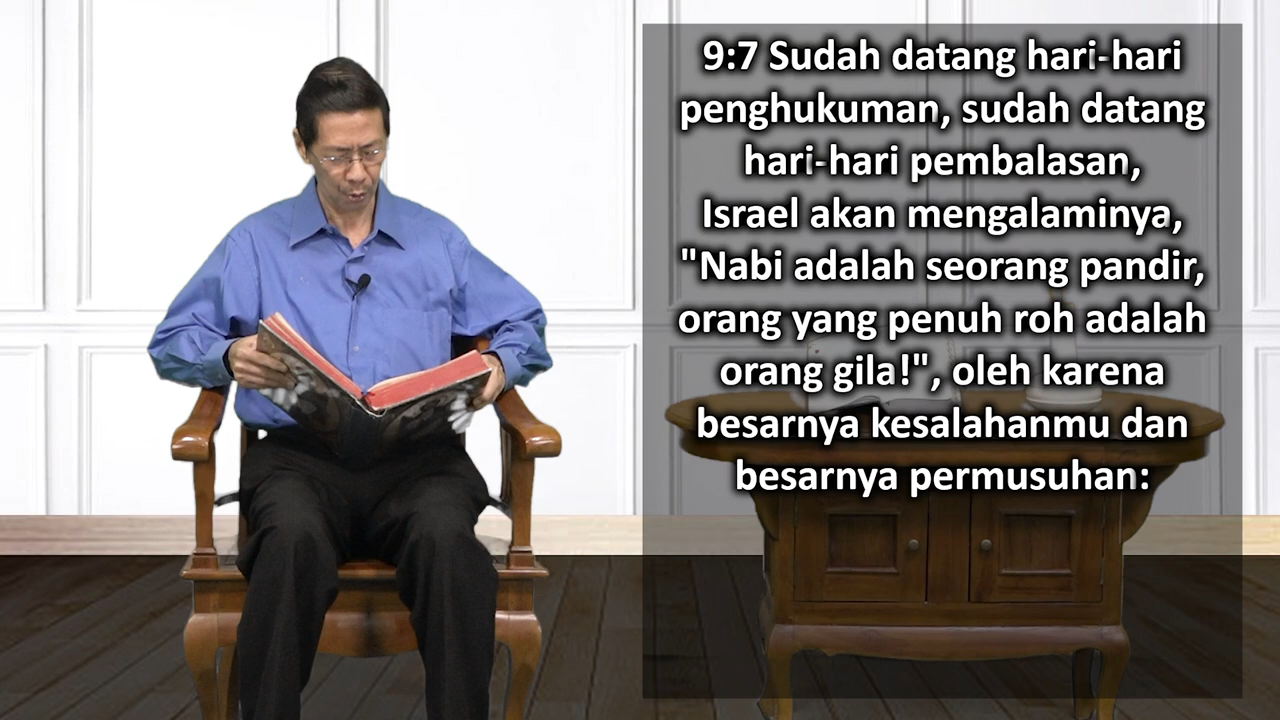 9:7 Sudah datang hari-hari
penghukuman, sudah datang
hari-hari pembalasan,
Israel akan mengalaminya,
"Nabi adalah seorang pandir,
orang yang penuh roh adalah
orang gila!", oleh karena
besarnya kesalahanmu dan
besarnya permusuhan: